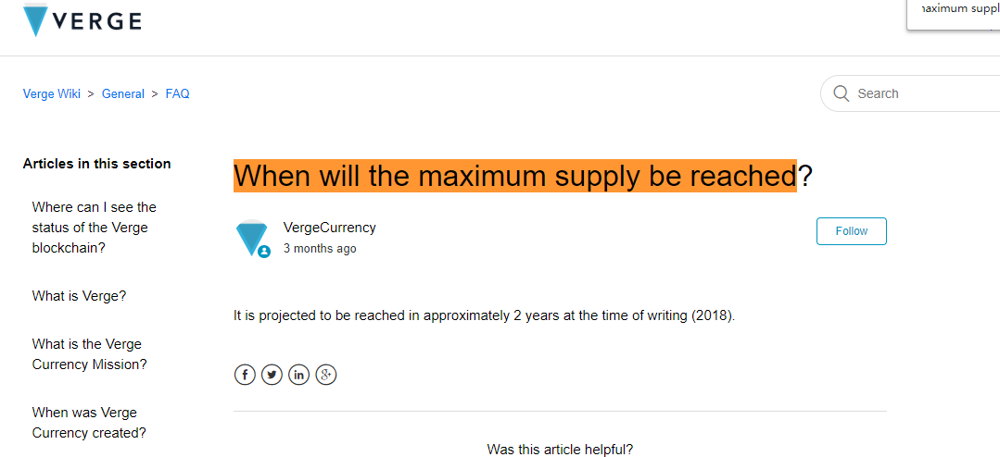 VERGE
aximum suppl
Verge Wiki > General > FAQ
Search
Articles in this section
Where can I see the
status of the Verge
blockchain?
What is Verge?
What is the Verge
Currency Mission?
When was Verge
Currency created?
When will the maximum supply be reached?
VergeCurrency
3 months ago
Follow
It is projected to be reached in approximately 2 years at the time of writing (2018).
f
in
g+
Was this article helpful?